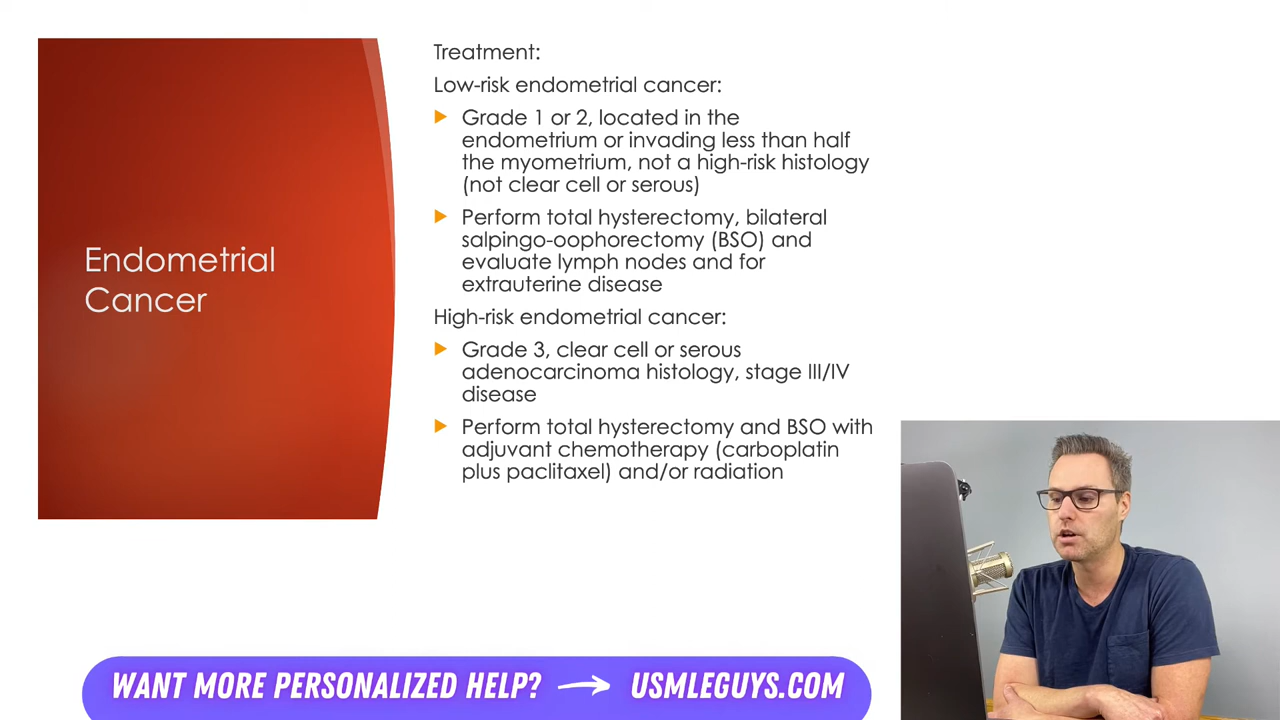 Endometrial
Cancer
Treatment:
Low-risk endometrial cancer:
Grade 1 or 2, located in the
endometrium or invading less than half
the myometrium, not a high-risk histology
(not clear cell or serous)
Perform total hysterectomy, bilateral
salpingo-oophorectomy (BSO) and
evaluate lymph nodes and for
extrauterine disease
High-risk endometrial cancer:
Grade 3, clear cell or serous
adenocarcinoma histology, stage III/IV
disease
Perform total hysterectomy and BSO with
adjuvant chemotherapy (carboplatin
plus paclitaxel) and/or radiation
WANT MORE PERSONALIZED HELP? → USMLEGUYS.COM